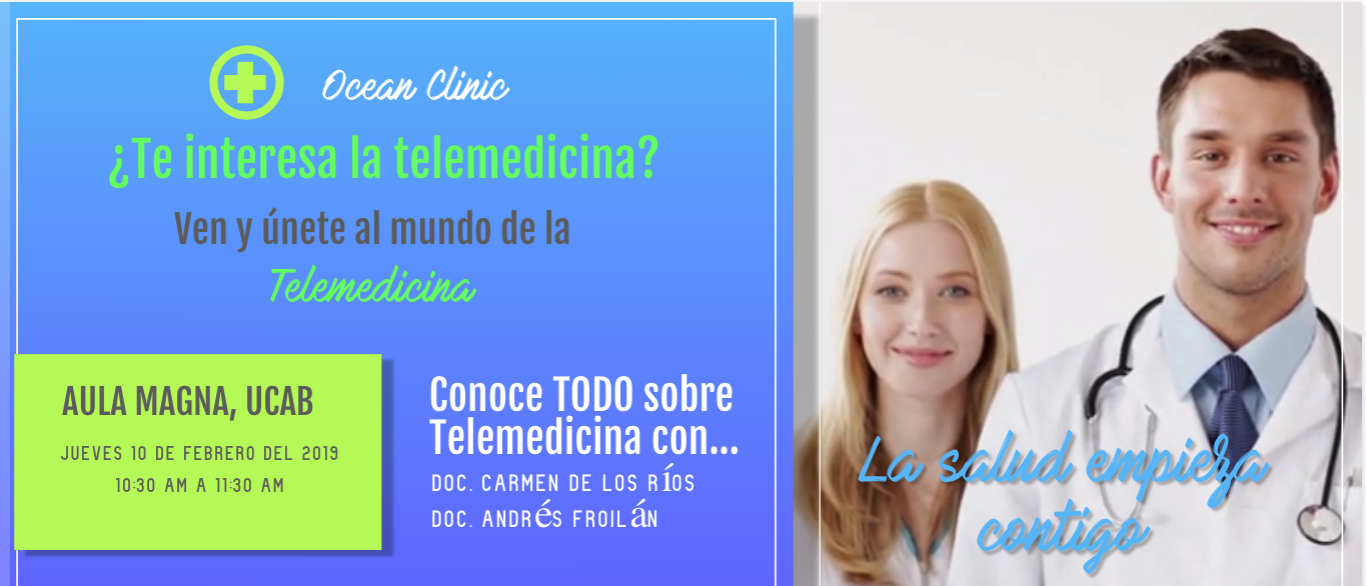 Ocean Clinic
¿Te interesa la telemedicina?
Ven y únete al mundo de la
Telemedicina
AULA MAGNA, UCAB
JUEVES 10 DE FEBRERO DEL 2019
10:30 AM A 11:30 AM
Conoce TODO sobre
Telemedicina con...
DOC. CARMEN DE LOS RÍOS
DOC. ANDRéS FROILáN
La salud empieza
contigo